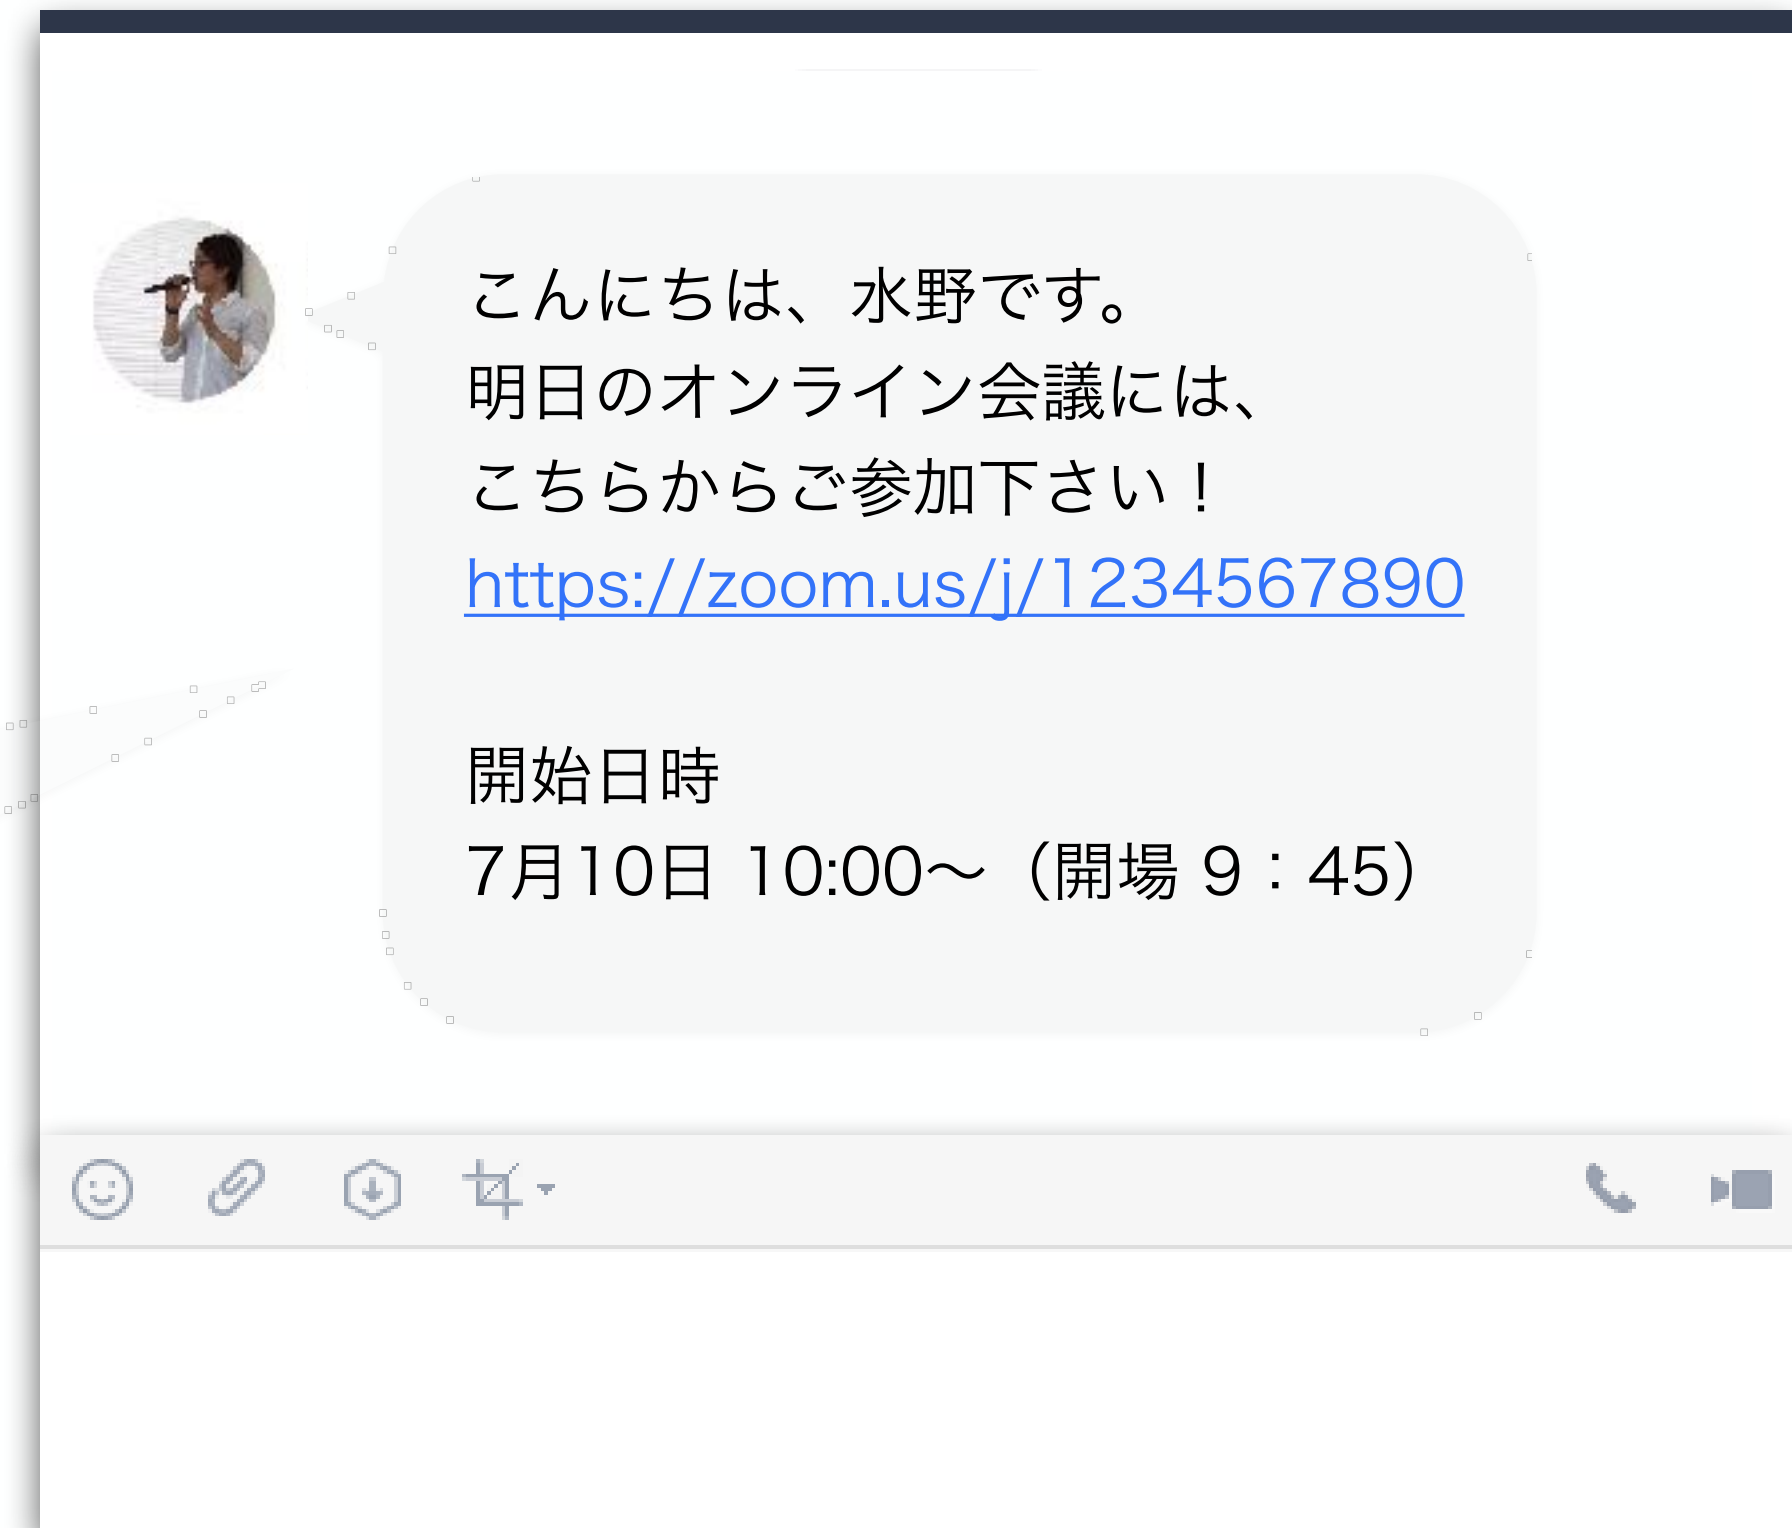 こんにちは、水野です。
明日のオンライン会議には、
こちらからご参加下さい！
https://zoom.us/j/1234567890
開始日時
7月10日 10:00〜（開場 9：45）